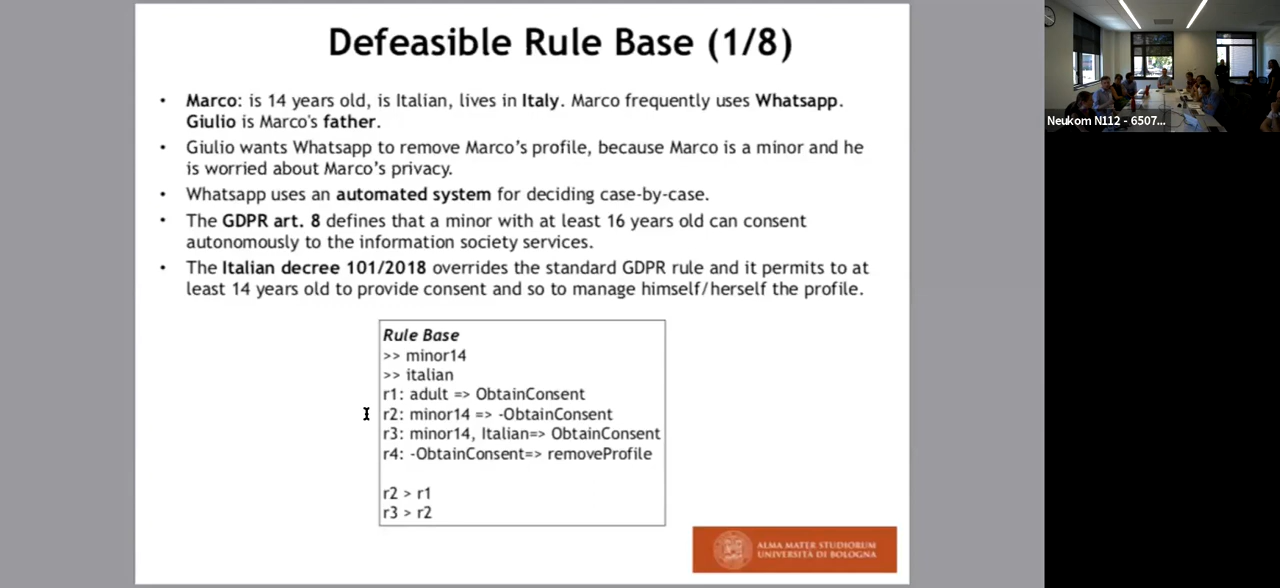 Defeasible Rule Base (1/8)
• Marco: is 14 years old, is Italian, lives in Italy. Marco frequently uses Whatsapp.
Giulio is Marco's father.
• Giulio wants Whatsapp to remove Marco's profile, because Marco is a minor and he
is worried about Marco's privacy.
• Whatsapp uses an automated system for deciding case-by-case.
• The GDPR art. 8 defines that a minor with at least 16 years old can consent
autonomously to the information society services.
• The Italian decree 101/2018 overrides the standard GDPR rule and it permits to at
least 14 years old to provide consent and so to manage himself/herself the profile.
Rule Base
>> minor14
>> italian
r1: adult => ObtainConsent
r2: minor14 => -ObtainConsent
r3: minor14, Italian=> ObtainConsent
r4: -ObtainConsent=> removeProfile
r2 > r1
r3 > r2
ALMA MATER STUDIORUM
UNIVERSITÀ DI BOLOGNA
Neukom N112 - 6507...